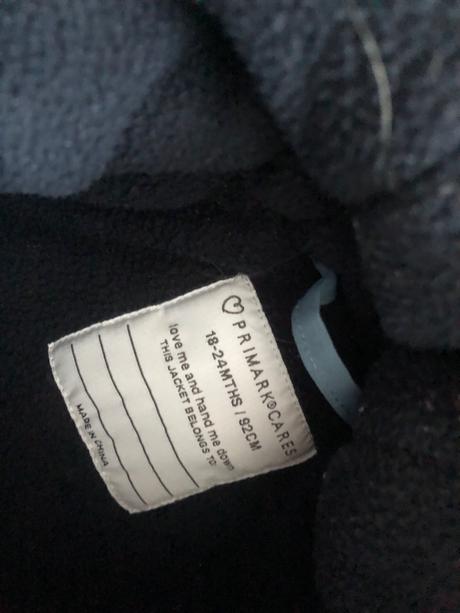 ♡ PRIMARK®CARES
18-24MTHS / 92CM
love me and hand me down
THIS JACKET BELONGS TO:
MADE IN CHINA